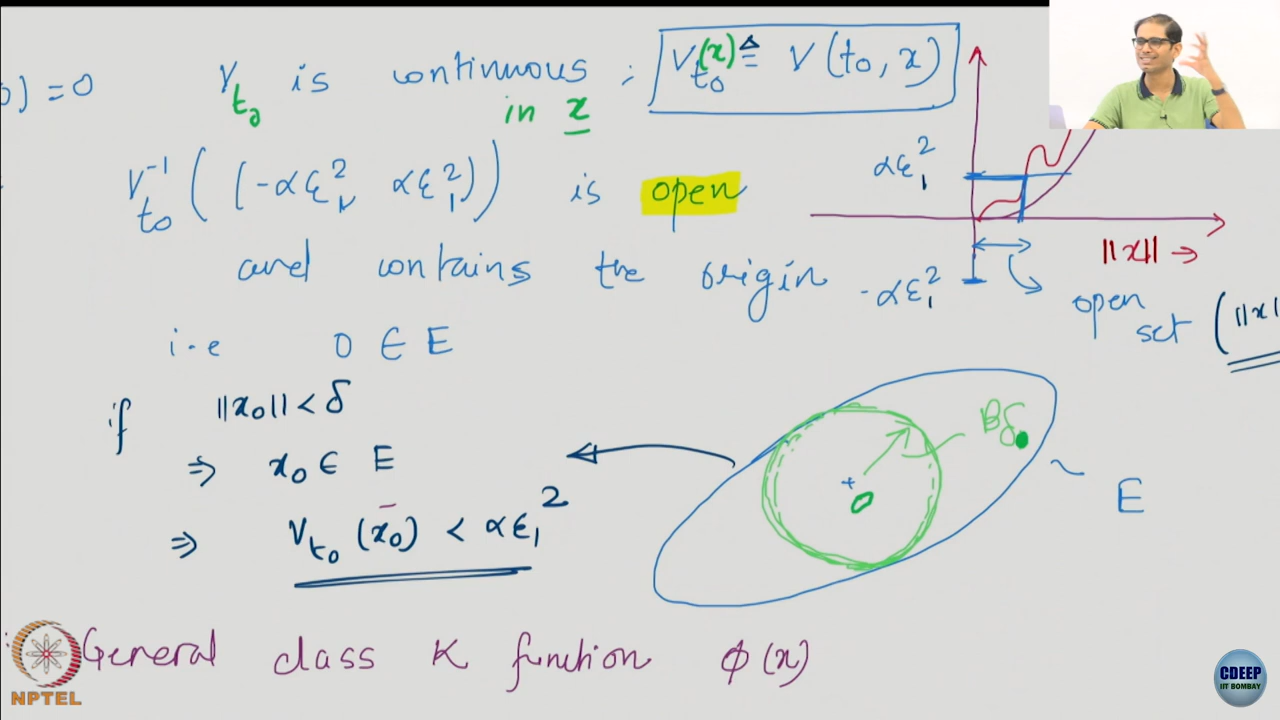 0) = 0 V_{t_0} is continuous ; V_{t_0}(x) ≜ V(t_0, x)
in x
V_{t_0}^{-1} ( (-αε_1^2, αε_1^2) ) is open
αε_1^2
and contains the origin
-αε_1^2
||x|| →
open set ( ||x||
i.e 0 ∈ E
if ||x_0|| < δ
⇒ x_0 ∈ E
⇒ V_{t_0}(x_0) < αε_1^2
B_δ
0
E
General class K function φ(x)
NPTEL
CDEEP
IIT BOMBAY